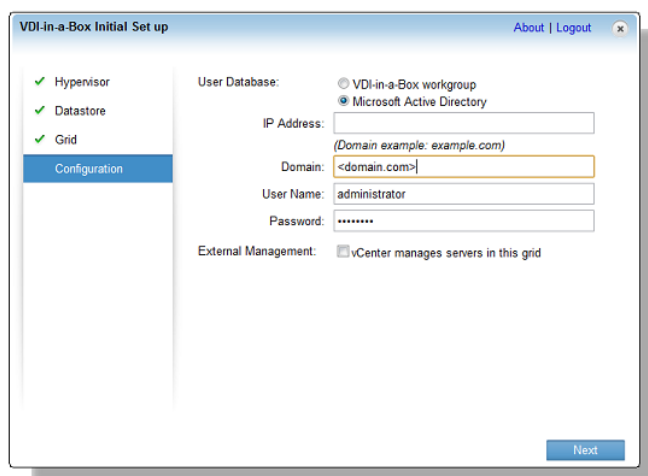 VDI-in-a-Box Initial Set up
About | Logout
Hypervisor
Datastore
Grid
Configuration
User Database:
VDI-in-a-Box workgroup
Microsoft Active Directory
IP Address:
(Domain example: example.com)
Domain: <domain.com>
User Name: administrator
Password: ••••••••
External Management: vCenter manages servers in this grid
Next